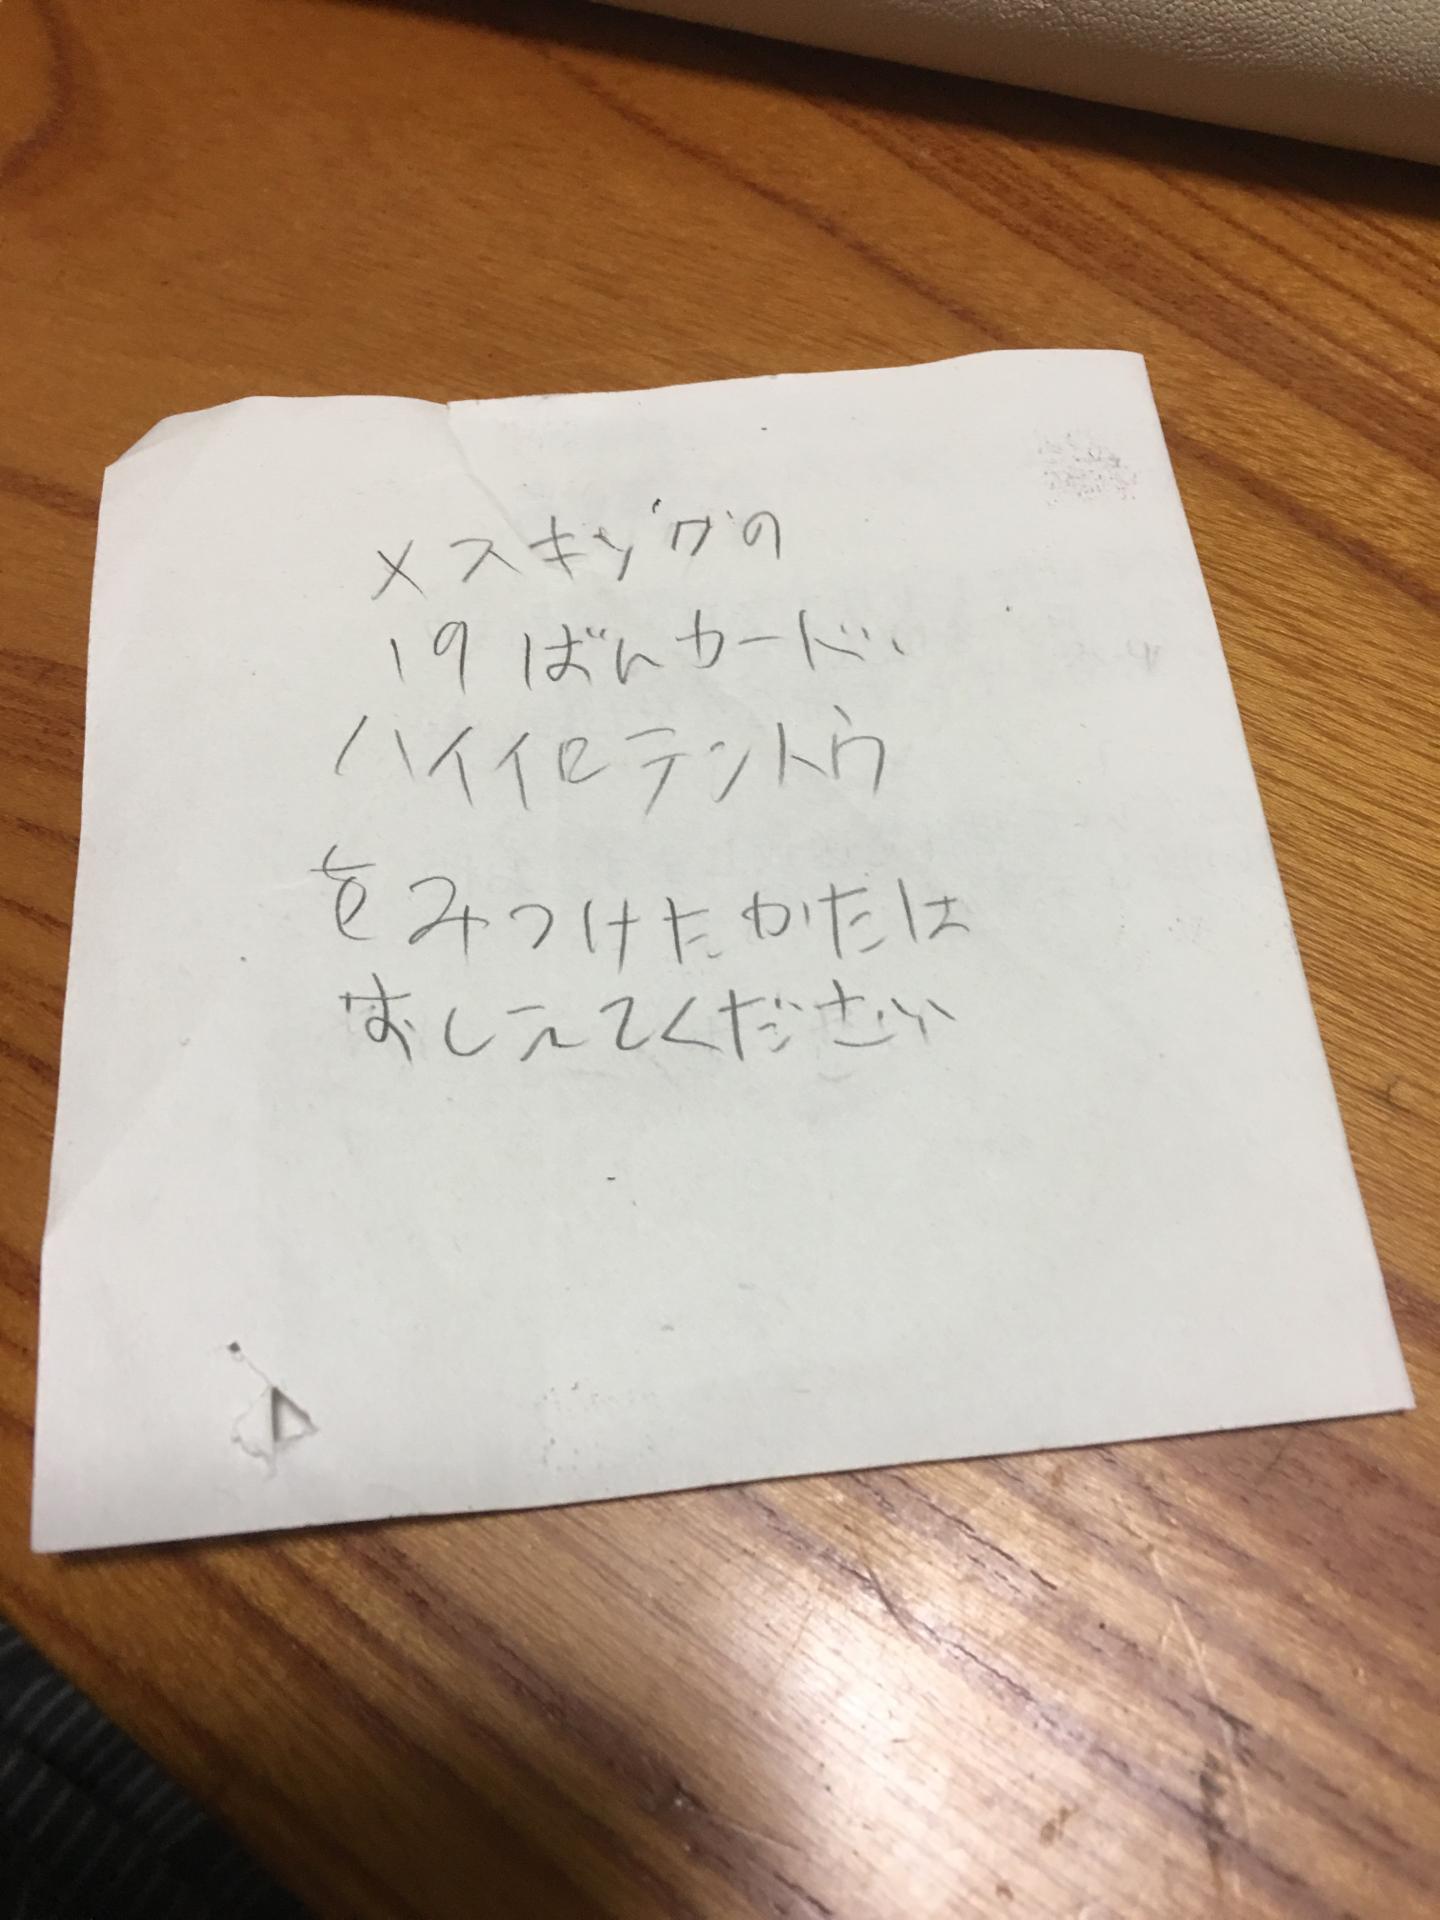 メスキングの
19ばんカード、
ハイイロテントウ
をみつけたかたは
おしえてください